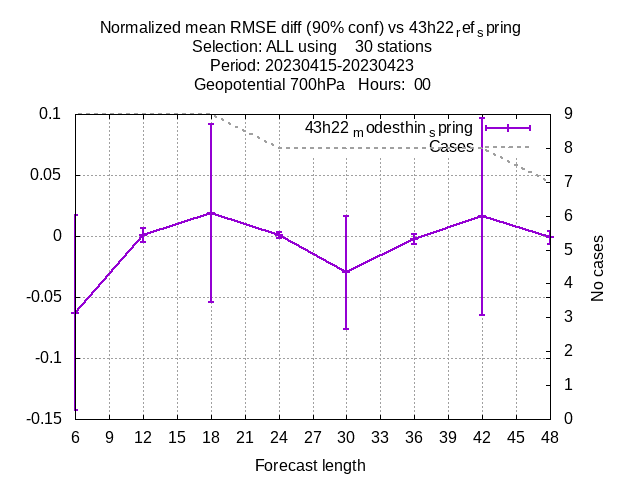 Normalized mean RMSE diff (90% conf) vs 43h22refspring
Selection: ALL using 30 stations
Period: 20230415-20230423
Geopotential 700hPa Hours: 00
43h22modesthinspring
Cases
0.1
0.05
0
-0.05
-0.1
-0.15
9
8
7
6
5
4
3
2
1
0
No cases
6 9 12 15 18 21 24 27 30 33 36 39 42 45 48
Forecast length